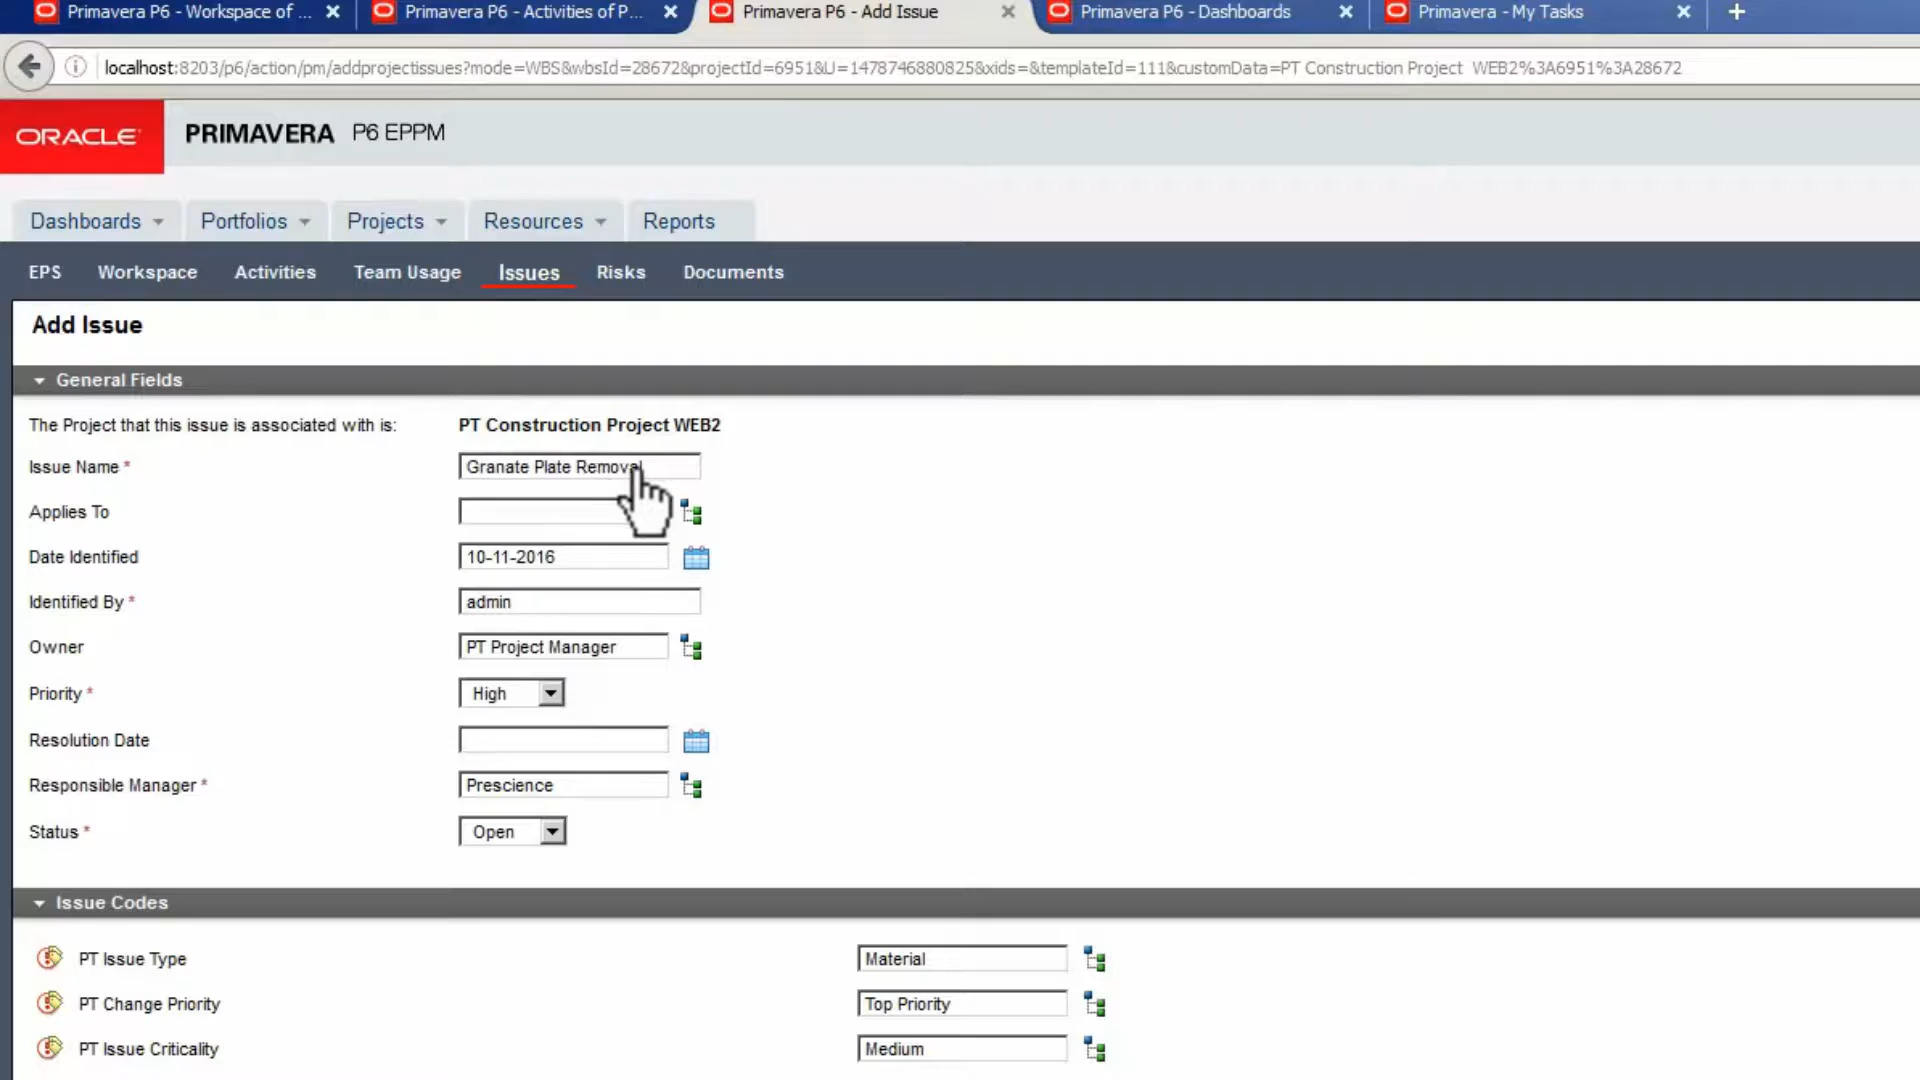 Primavera P6 - Workspace of ...
Primavera P6 - Activities of P...
Primavera P6 - Add Issue
Primavera P6 - Dashboards
Primavera - My Tasks
localhost:8203/p6/action/pm/addprojectissues?mode=WBS&wbsId=28672&projectId=6951&U=1478746880825&xids=&templateId=111&customData=PT Construction Project WEB2%3A6951%3A28672
ORACLE PRIMAVERA P6 EPPM
Dashboards Portfolios Projects Resources Reports
EPS Workspace Activities Team Usage Issues Risks Documents
Add Issue
General Fields
The Project that this issue is associated with is: PT Construction Project WEB2
Issue Name * Granate Plate Removal
Applies To
Date Identified 10-11-2016
Identified By * admin
Owner PT Project Manager
Priority * High
Resolution Date
Responsible Manager * Prescience
Status * Open
Issue Codes
PT Issue Type Material
PT Change Priority Top Priority
PT Issue Criticality Medium